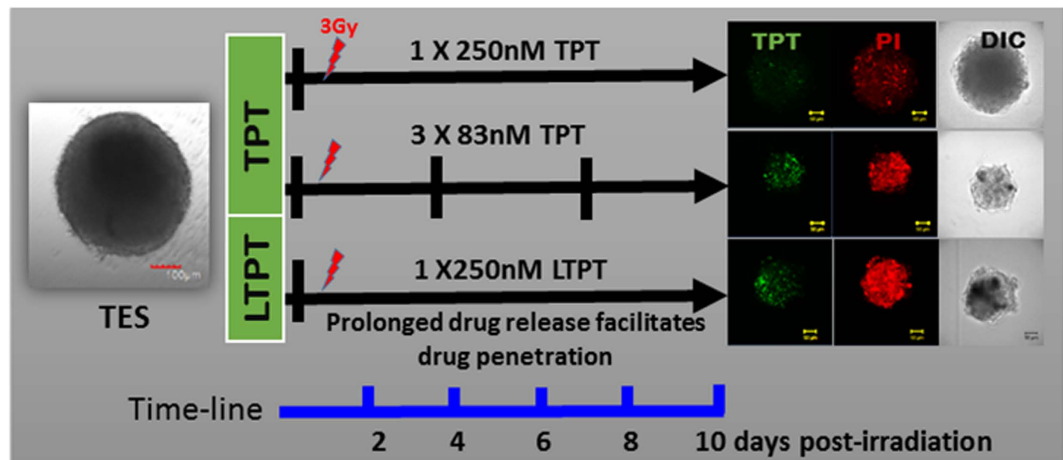 3Gy
1 X 250nM TPT
TPT
PI
DIC
TPT
3 X 83nM TPT
100µm
TES
LTPT
1 X250nM LTPT
Prolonged drug release facilitates
drug penetration
Time-line
2 4 6 8 10 days post-irradiation